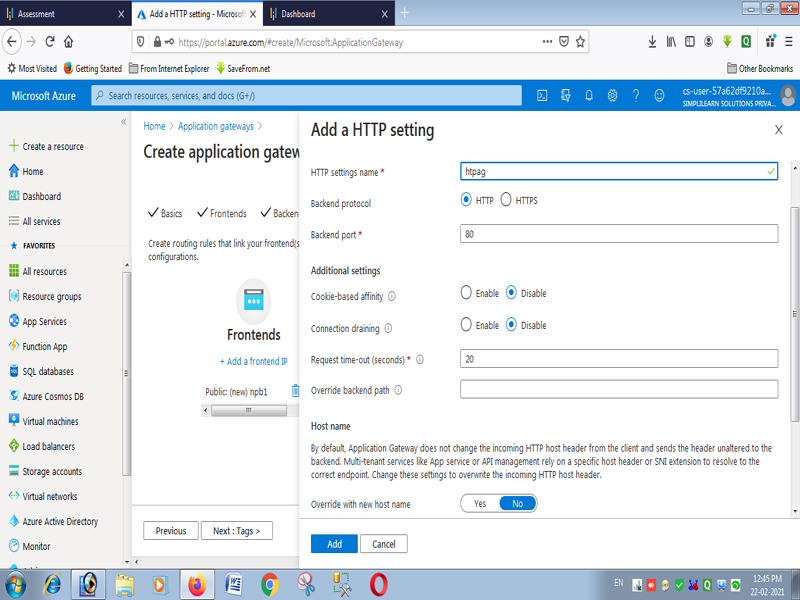 Assessment
Add a HTTP setting - Microsof
Dashboard
https://portal.azure.com/#create/Microsoft.ApplicationGateway
Most Visited
Getting Started
From Internet Explorer
SaveFrom.net
Other Bookmarks
Microsoft Azure
Search resources, services, and docs (G+/)
cs-user-57a62df9210a...
SIMPLILEARN SOLUTIONS PRIVA...
Create a resource
Home
Dashboard
All services
FAVORITES
All resources
Resource groups
App Services
Function App
SQL databases
Azure Cosmos DB
Virtual machines
Load balancers
Storage accounts
Virtual networks
Azure Active Directory
Monitor
Home > Application gateways >
Create application gatew
Basics
Frontends
Backen
Create routing rules that link your frontend(s
configurations.
Frontends
+ Add a frontend IP
Public: (new) npb1
Previous
Next : Tags >
Add a HTTP setting
HTTP settings name *
htpag
Backend protocol
HTTP
HTTPS
Backend port *
80
Additional settings
Cookie-based affinity
Enable
Disable
Connection draining
Enable
Disable
Request time-out (seconds) *
20
Override backend path
Host name
By default, Application Gateway does not change the incoming HTTP host header from the client and sends the header unaltered to the
backend. Multi-tenant services like App service or API management rely on a specific host header or SNI extension to resolve to the
correct endpoint. Change these settings to overwrite the incoming HTTP host header.
Override with new host name
Yes
No
Add
Cancel
EN
12:45 PM
22-02-2021